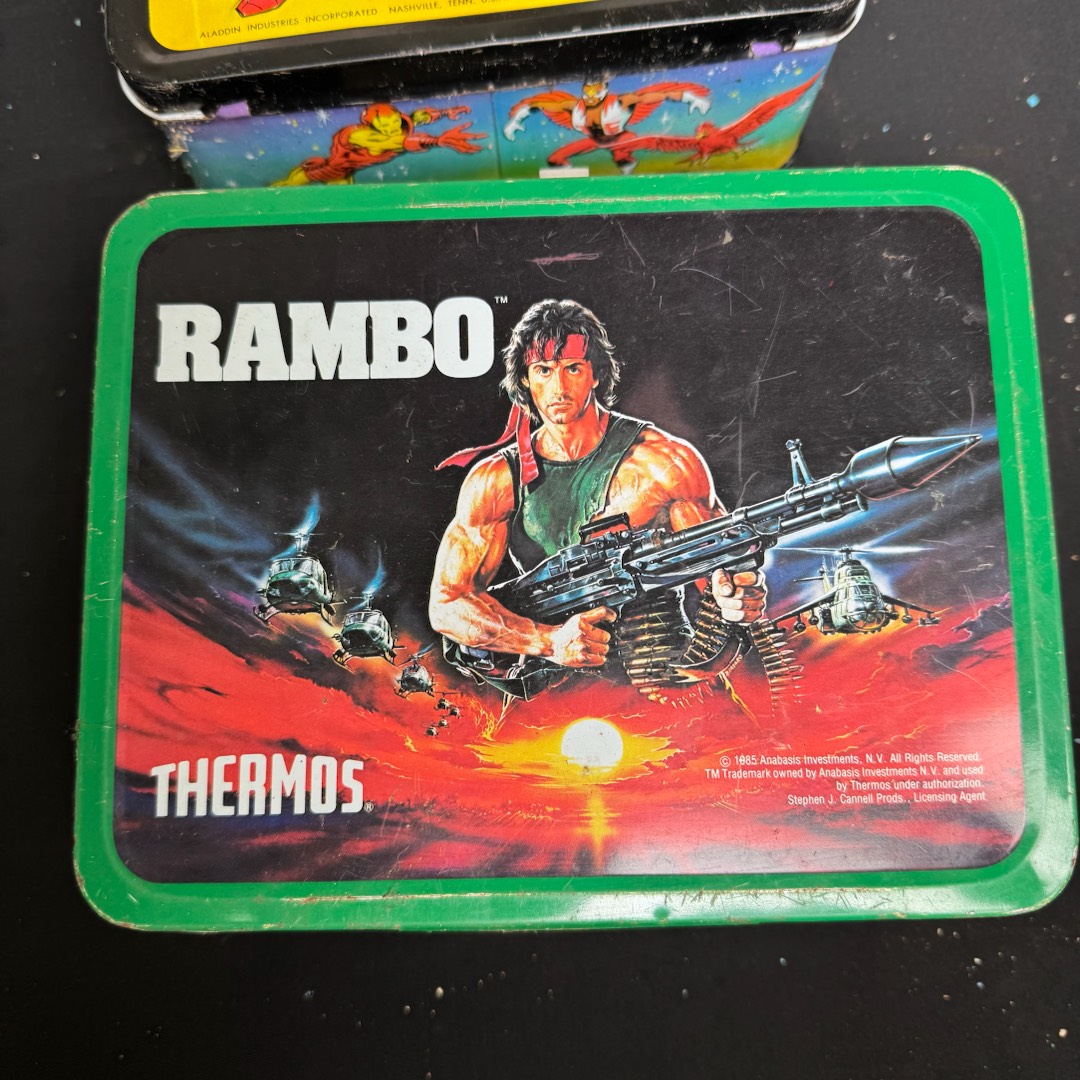 ALADDIN INDUSTRIES INCORPORATED NASHVILLE, TENN.
RAMBO™
THERMOS®
© 1985 Anabasis Investments, N.V. All Rights Reserved.
TM Trademark owned by Anabasis Investments N.V. and used
by Thermos under authorization.
Stephen J. Cannell Prods., Licensing Agent